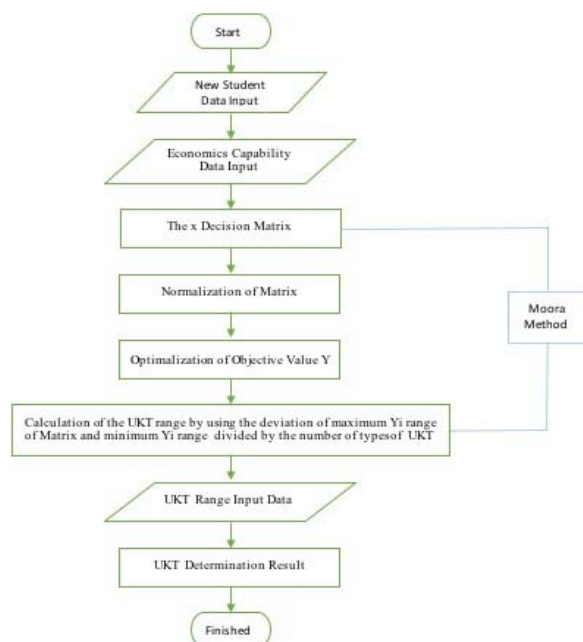 Start
New Student
Data Input
Economics Capability
Data Input
The x Decision Matrix
Normalization of Matrix
Moora
Method
Optimalization of Objective Value Y
Calculation of the UKT range by using the deviation of maximum Yi range
of Matrix and minimum Yi range divided by the number of typesof UKT
UKT Range Input Data
UKT Determination Result
Finished